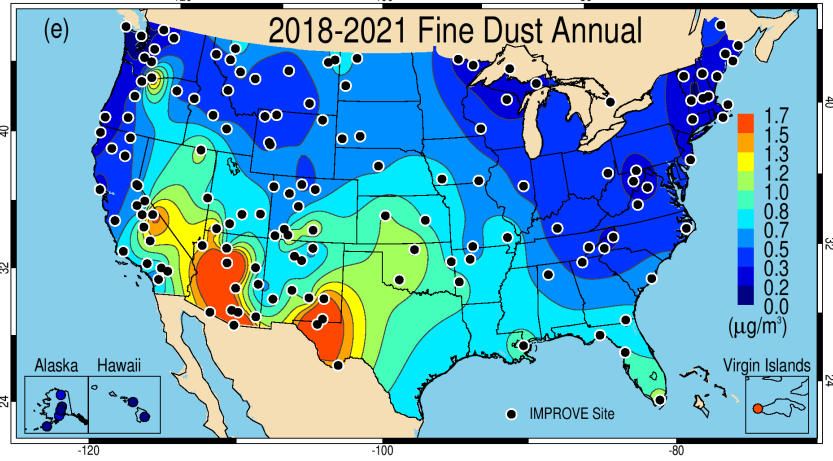 (e) 2018-2021 Fine Dust Annual
1.7
1.5
1.3
1.2
1.0
0.8
0.7
0.5
0.3
0.2
0.0
(μg/m³)
Alaska Hawaii
Virgin Islands
IMPROVE Site
40
32
24
40
32
24
-120 -100 -80